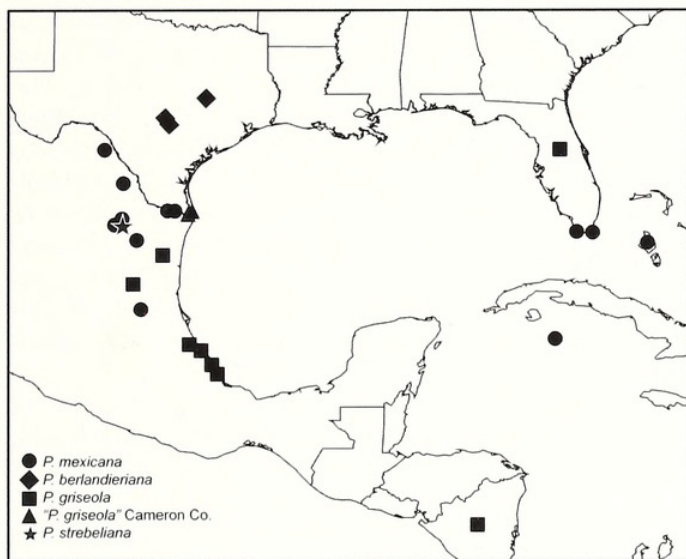 P. mexicana
P. berlandieriana
P. griseola
"P. griseola" Cameron Co.
P. strebeliana